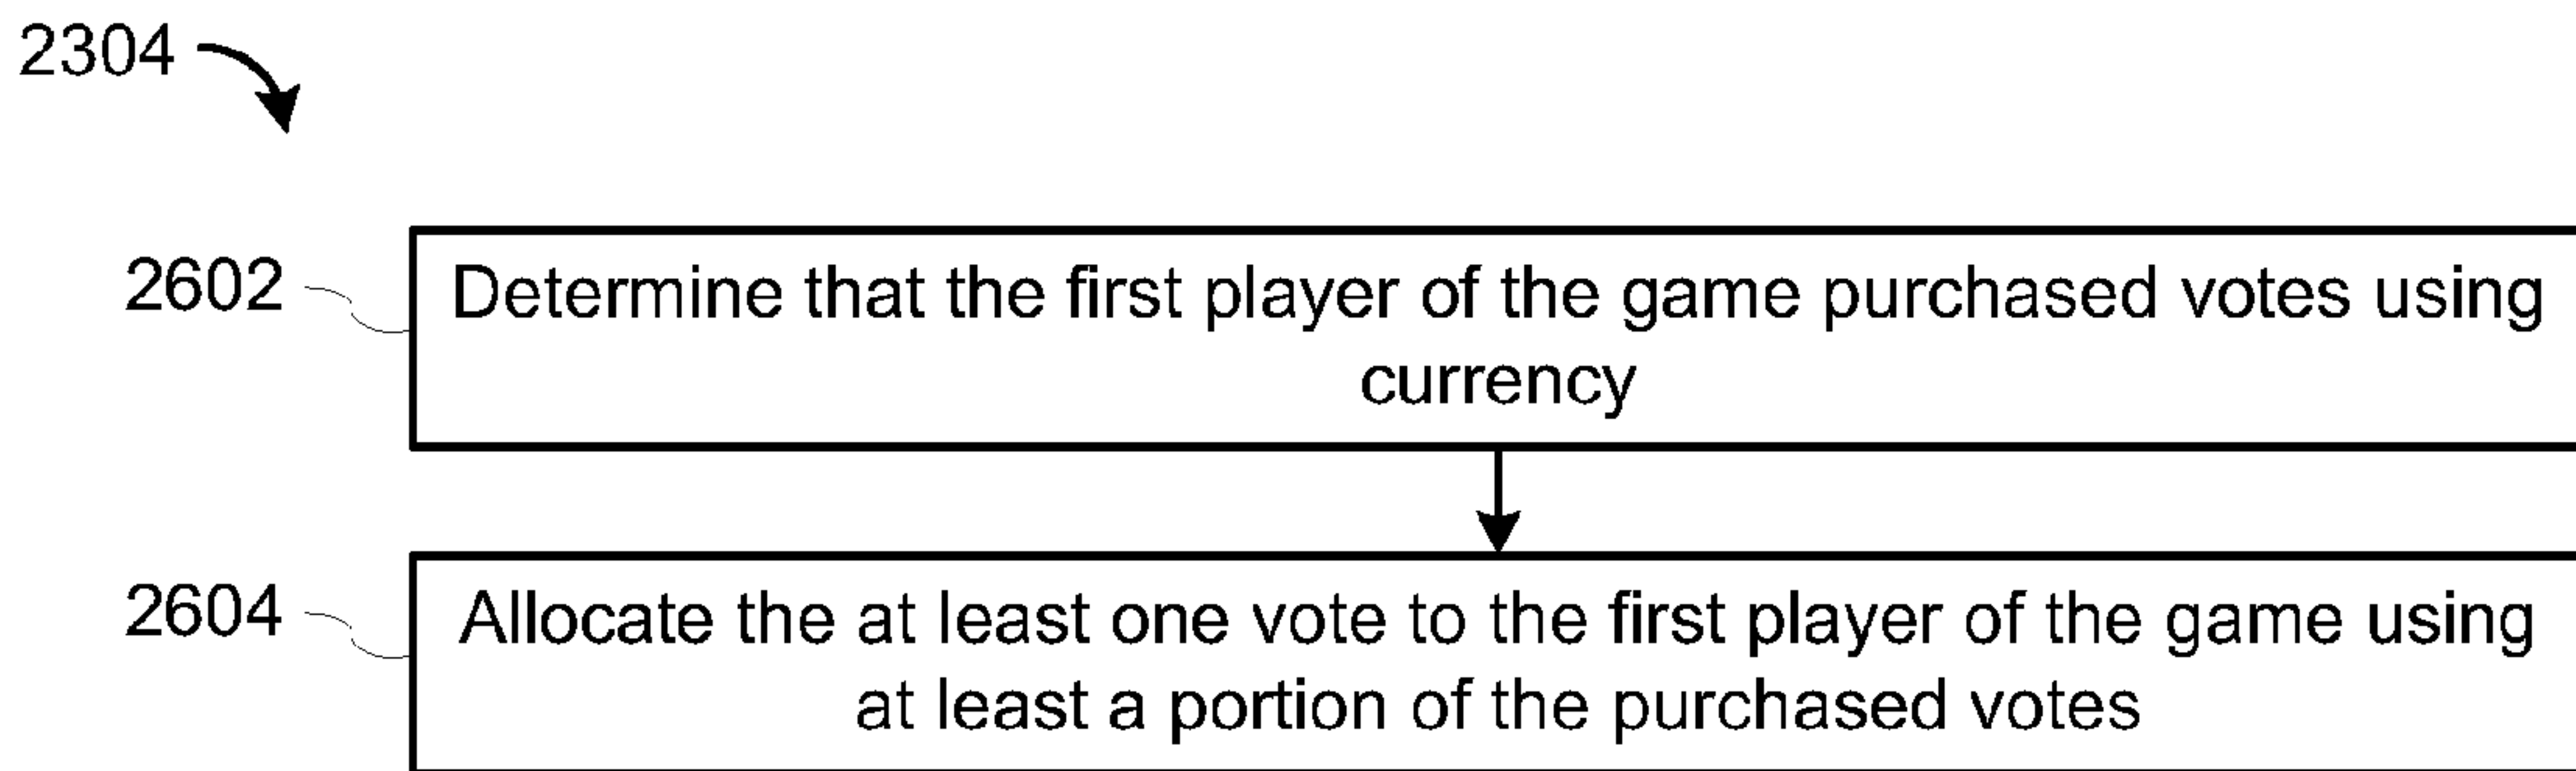 2304
2602
Determine that the first player of the game purchased votes using
currency
2604
Allocate the at least one vote to the first player of the game using
at least a portion of the purchased votes